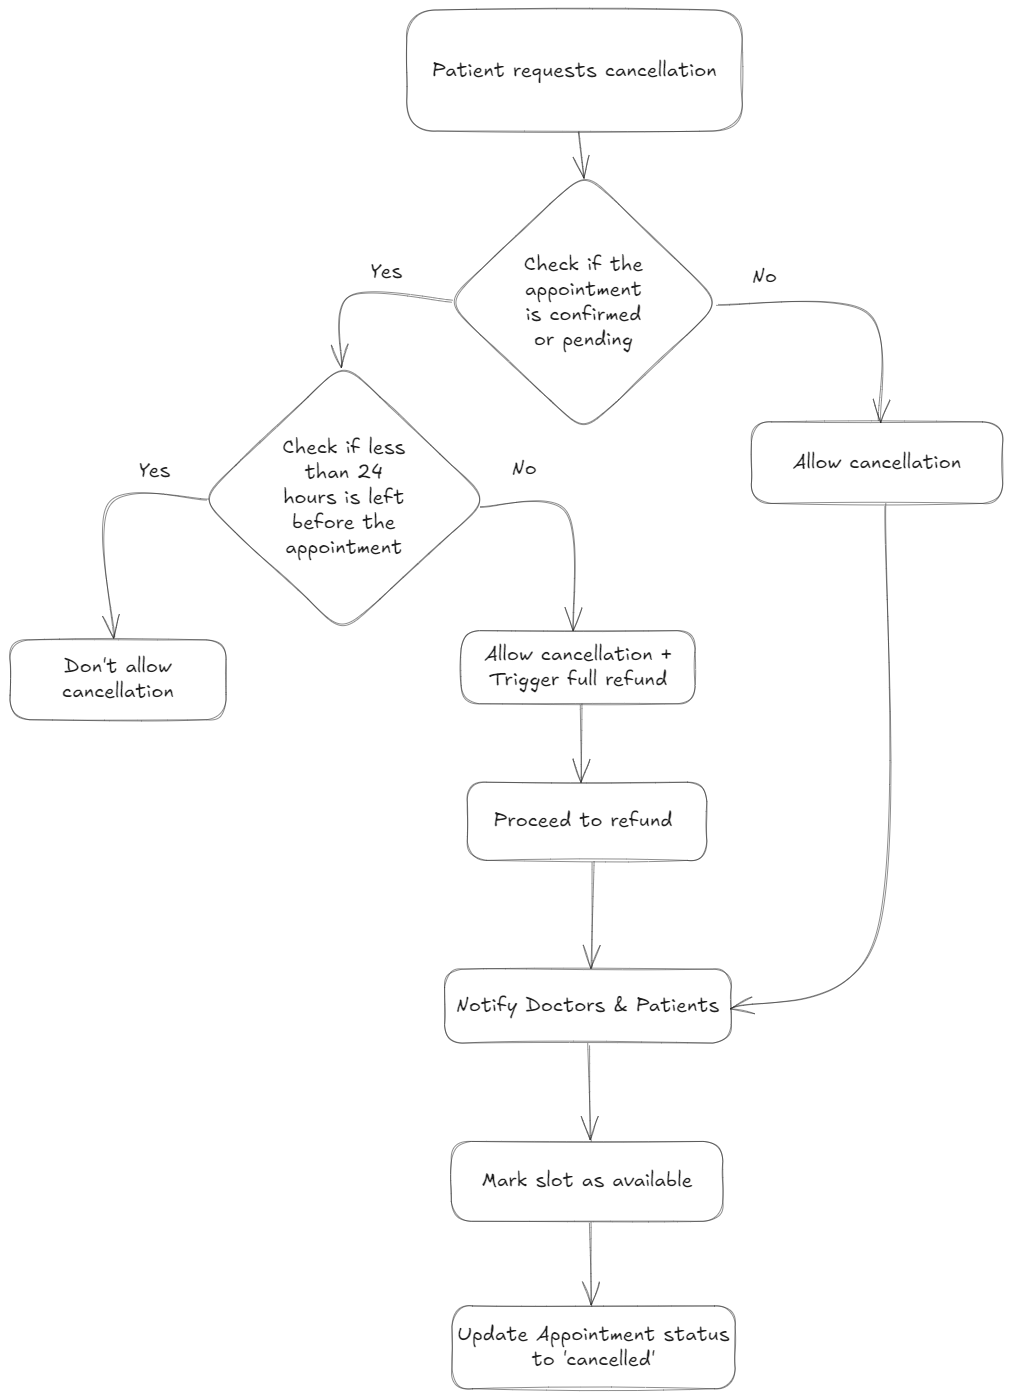 Patient requests cancellation
Check if the
appointment
is confirmed
or pending
Yes
No
Check if less
than 24
hours is left
before the
appointment
Allow cancellation
Yes
No
Don't allow
cancellation
Allow cancellation +
Trigger full refund
Proceed to refund
Notify Doctors & Patients
Mark slot as available
Update Appointment status
to 'cancelled'